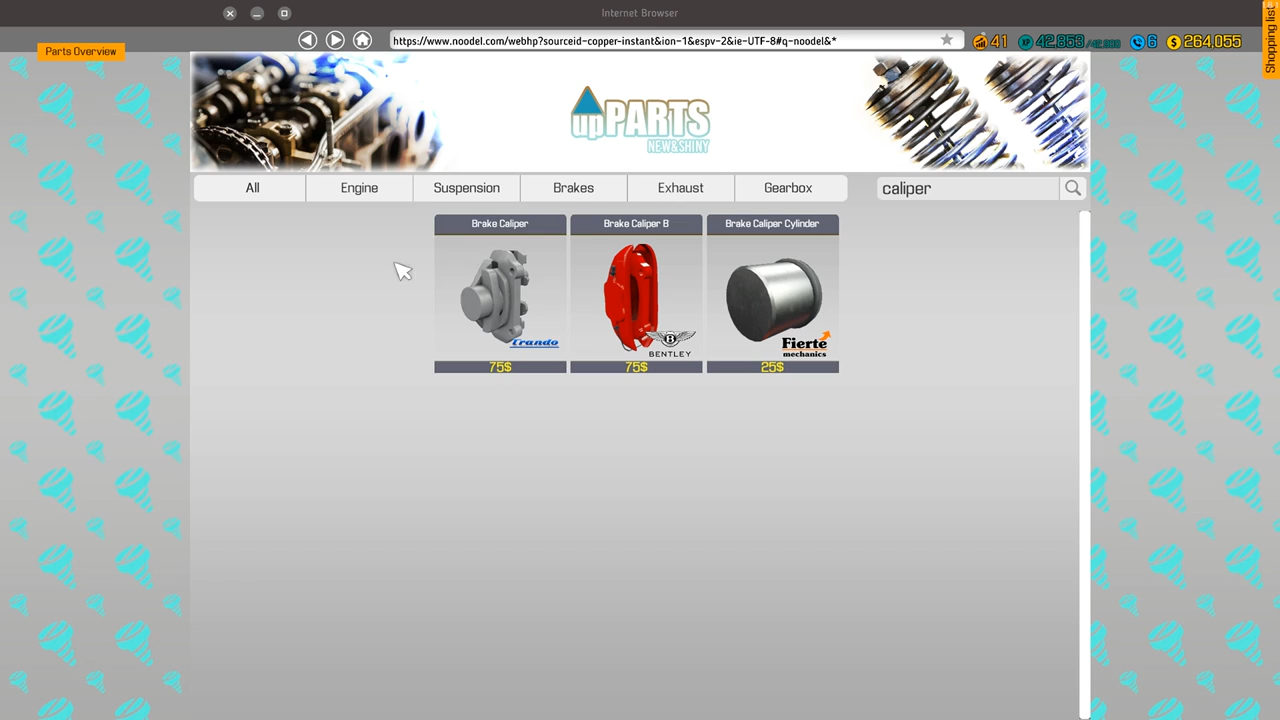 Internet Browser
Parts Overview
https://www.noodel.com/webhp?sourceid-copper-instant&ion-1&espv-2&ie-UTF-8#q-noodel&*
41
XP 42,853
6
$ 264,055
Shopping list
upPARTS
NEW&SHINY
All
Engine
Suspension
Brakes
Exhaust
Gearbox
caliper
Brake Caliper
Brake Caliper B
Brake Caliper Cylinder
Trando
B
BENTLEY
Fierte
mechanics
75$
75$
25$